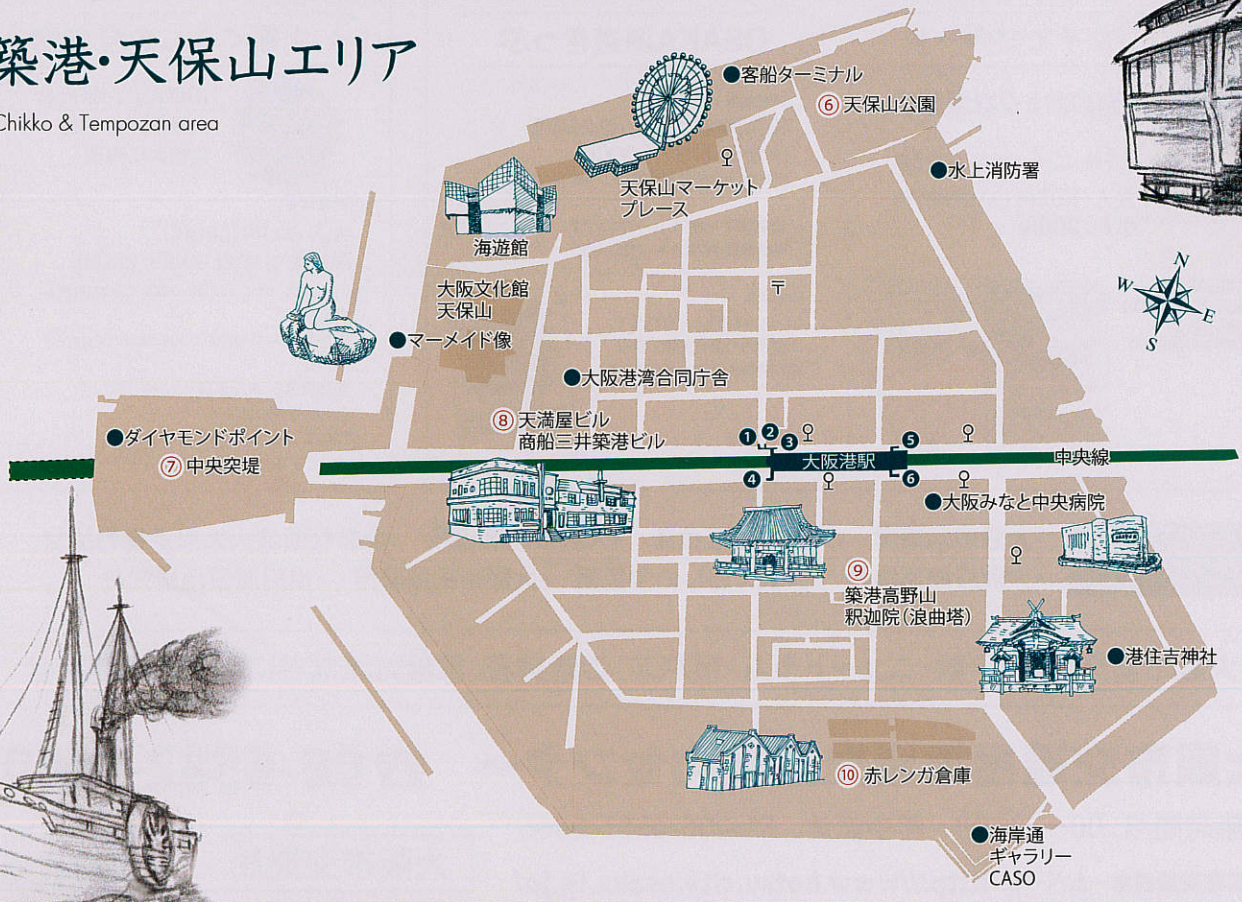 築港・天保山エリア
Chikko & Tempozan area
客船ターミナル
⑥ 天保山公園
水上消防署
天保山マーケット
プレース
海遊館
N
W
E
S
大阪文化館
天保山
〒
マーメイド像
大阪港湾合同庁舎
⑧ 天満屋ビル
商船三井築港ビル
ダイヤモンドポイント
⑦ 中央突堤
❶ ❷ ❸
❺
大阪港駅
中央線
❹
❻
大阪みなと中央病院
⑨
築港高野山
釈迦院(浪曲塔)
港住吉神社
⑩ 赤レンガ倉庫
海岸通
ギャラリー
CASO